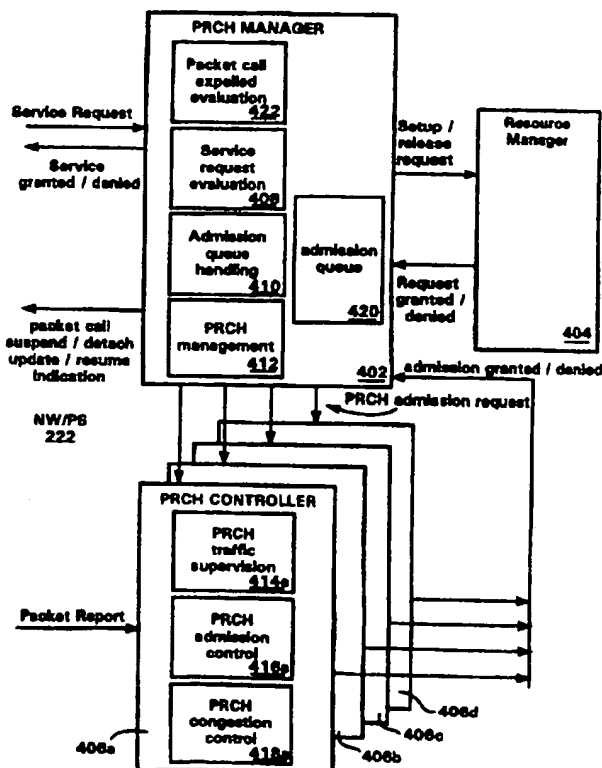 PRCH MANAGER
Packet call
expelled
evaluation
422
Service Request
Service
granted / denied
Service
request
evaluation
408
Admission
queue
handling
410
admission
queue
420
PRCH
management
412
402
Setup /
release
request
Resource
Manager
404
Request
granted /
denied
packet call
suspend / detach
update / resume
indication
admission granted / denied
PRCH admission request
NW/PS
222
PRCH CONTROLLER
PRCH
traffic
supervision
414a
Packet Report
PRCH
admission
control
416a
PRCH
congestion
control
418a
406a
406b
406c
406d